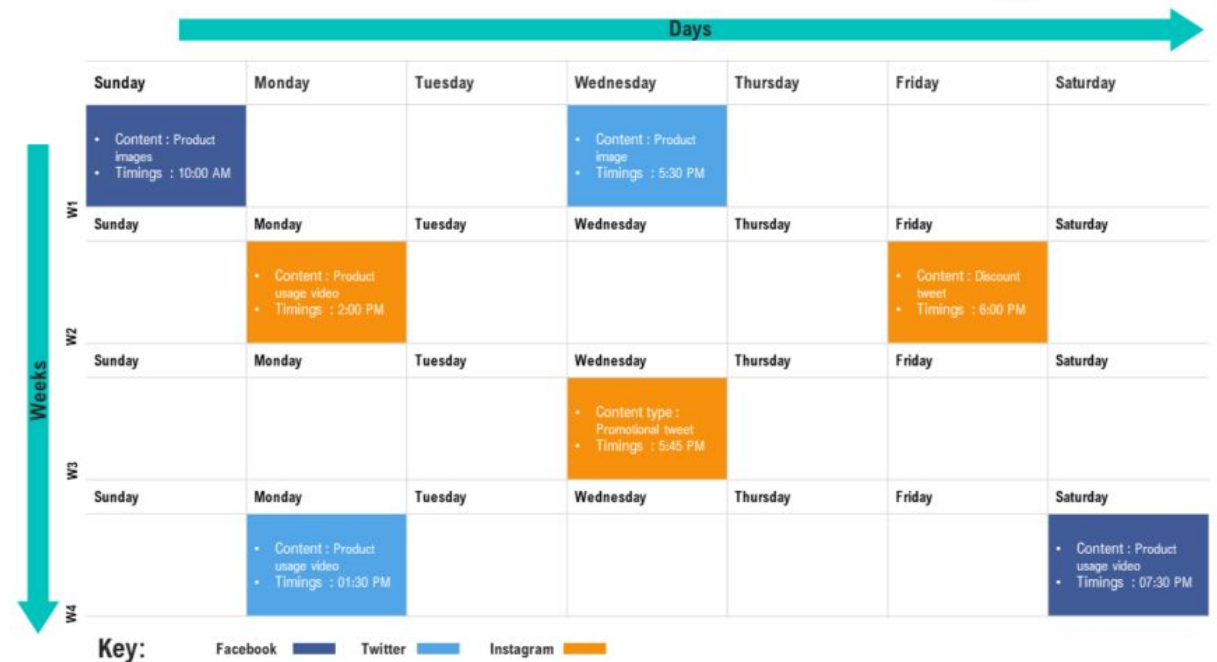 Days
Sunday Monday Tuesday Wednesday Thursday Friday Saturday
• Content : Product
images
• Timings : 10:00 AM
• Content : Product
image
• Timings : 5:30 PM
W1
Sunday Monday Tuesday Wednesday Thursday Friday Saturday
• Content : Product
usage video
• Timings : 2:00 PM
• Content : Discount
tweet
• Timings : 6:00 PM
W2
Sunday Monday Tuesday Wednesday Thursday Friday Saturday
Weeks
• Content type :
Promotional tweet
• Timings : 5:45 PM
W3
Sunday Monday Tuesday Wednesday Thursday Friday Saturday
• Content : Product
usage video
• Timings : 01:30 PM
• Content : Product
usage video
• Timings : 07:30 PM
W4
Key: Facebook Twitter Instagram